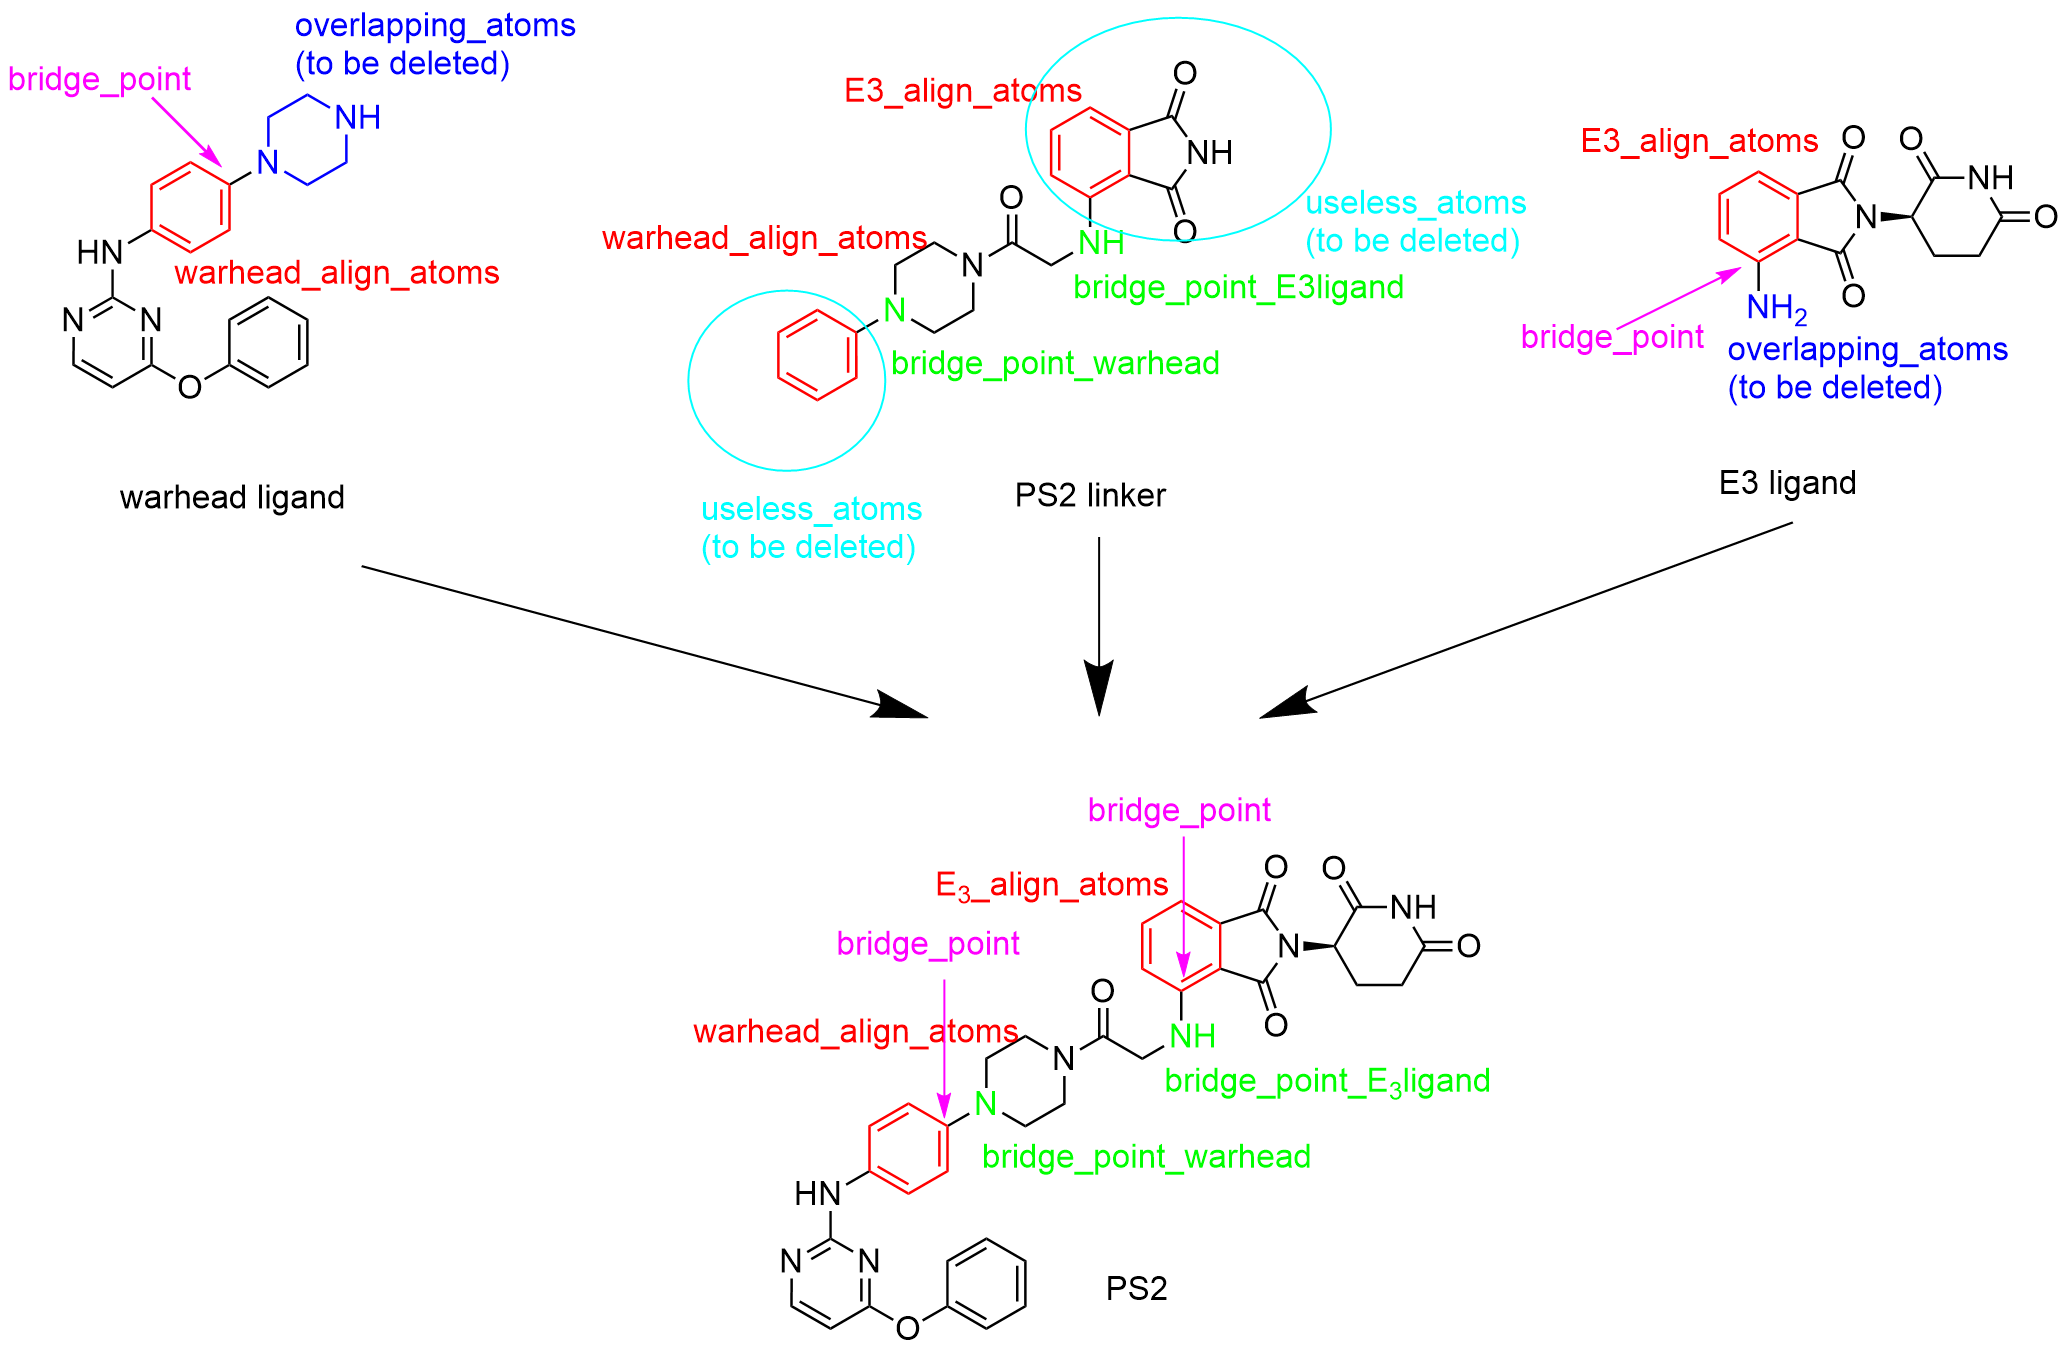 overlapping_atoms
(to be deleted)
bridge_point
NH
N
HN
warhead_align_atoms
N
N
O
warhead ligand
E3_align_atoms
O
NH
O
O
useless_atoms
(to be deleted)
warhead_align_atoms
NH
N
bridge_point_E3ligand
N
bridge_point_warhead
useless_atoms
(to be deleted)
PS2 linker
E3_align_atoms
O
O
NH
N
O
O
NH2
bridge_point
overlapping_atoms
(to be deleted)
E3 ligand
bridge_point
O
O
E3_align_atoms
NH
bridge_point
N
O
O
O
warhead_align_atoms
NH
N
bridge_point_E3ligand
N
bridge_point_warhead
HN
N
N
O
PS2